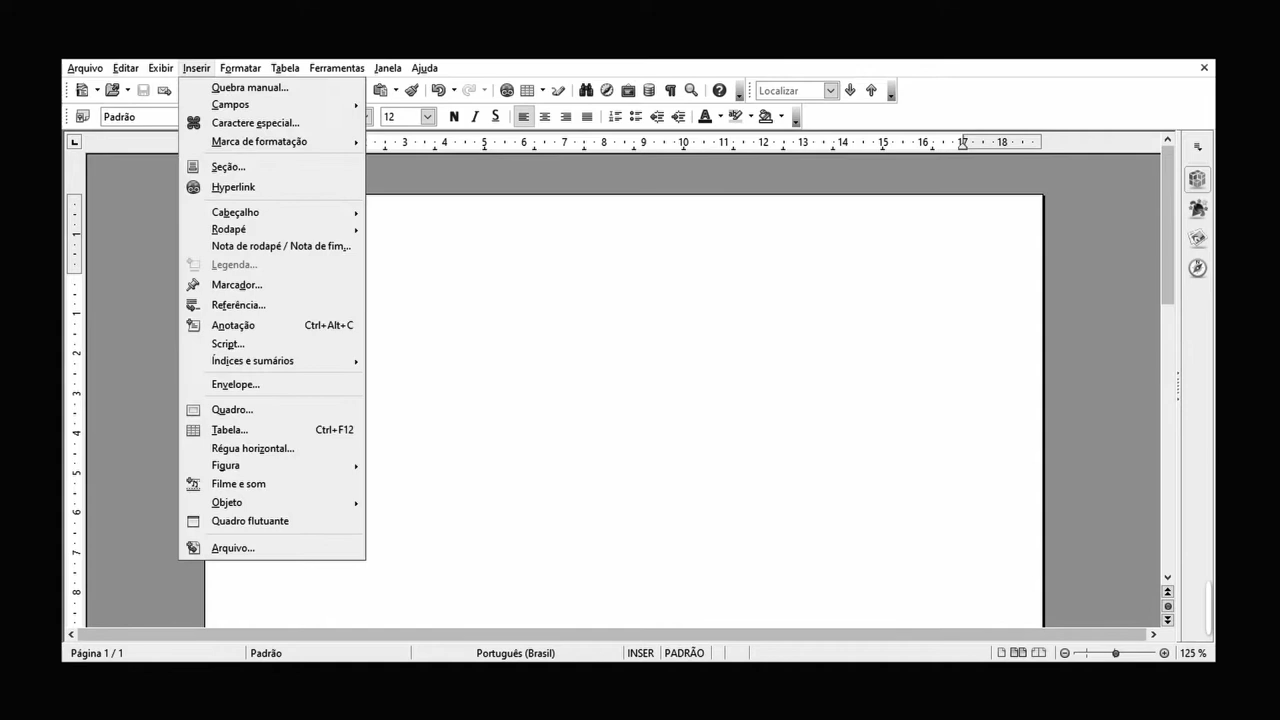 Arquivo Editar Exibir Inserir Formatar Tabela Ferramentas Janela Ajuda
Localizar
Padrão 12 N I S
3 4 5 6 7 8 9 10 11 12 13 14 15 16 17 18
Quebra manual...
Campos
Caractere especial...
Marca de formatação
Seção...
Hyperlink
Cabeçalho
Rodapé
Nota de rodapé / Nota de fim...
Legenda...
Marcador...
Referência...
Anotação Ctrl+Alt+C
Script...
Índices e sumários
Envelope...
Quadro...
Tabela... Ctrl+F12
Régua horizontal...
Figura
Filme e som
Objeto
Quadro flutuante
Arquivo...
1
1
2
3
4
5
6
7
8
Página 1 / 1 Padrão Português (Brasil) INSER PADRÃO 125 %